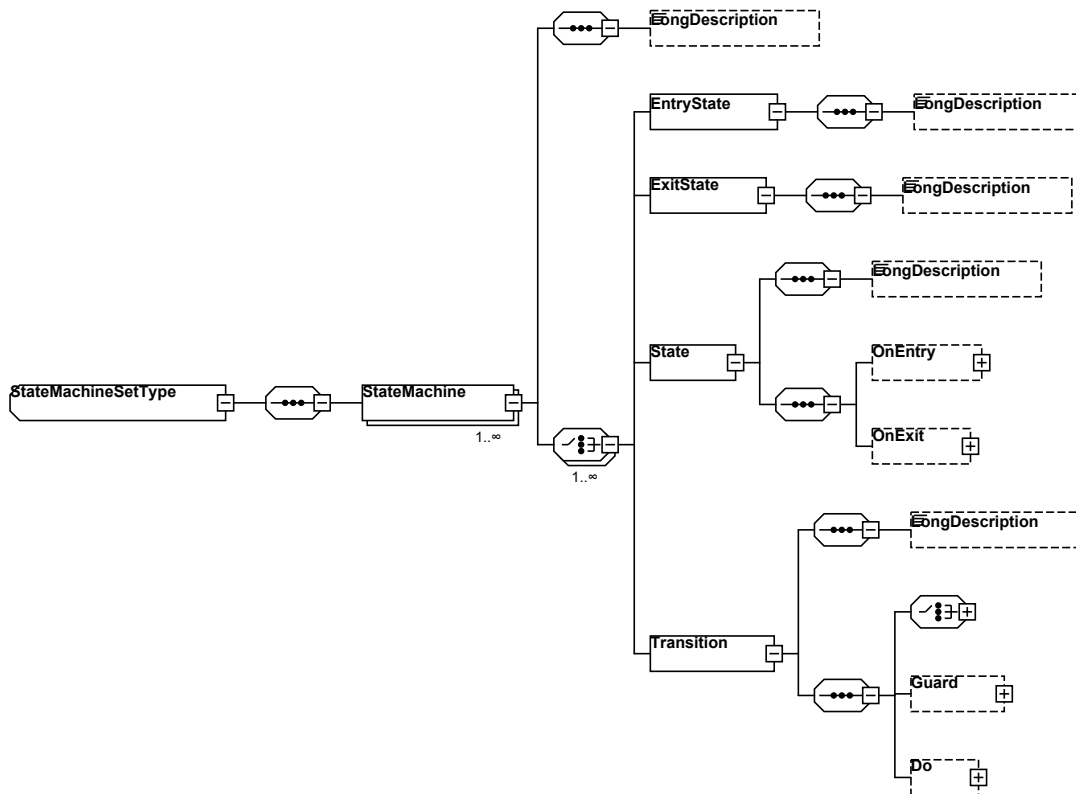 LongDescription
EntryState
LongDescription
ExitState
LongDescription
LongDescription
State
OnEntry
StateMachineSetType
StateMachine
1..∞
OnExit
1..∞
LongDescription
Transition
Guard
Do